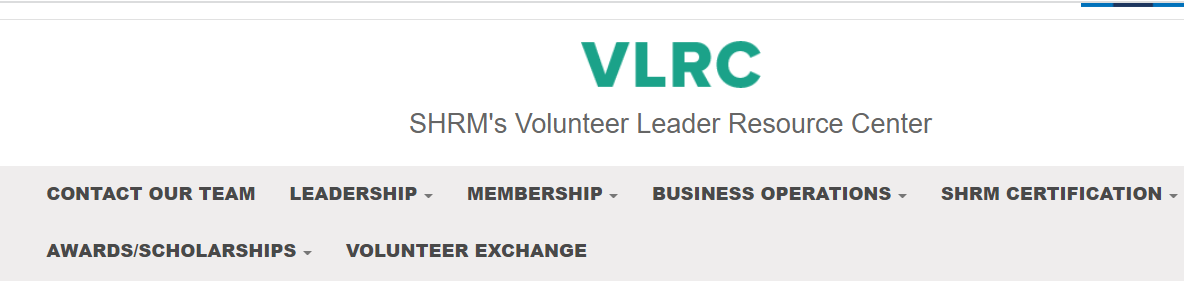 VLRC
SHRM's Volunteer Leader Resource Center
CONTACT OUR TEAM LEADERSHIP MEMBERSHIP BUSINESS OPERATIONS SHRM CERTIFICATION
AWARDS/SCHOLARSHIPS VOLUNTEER EXCHANGE